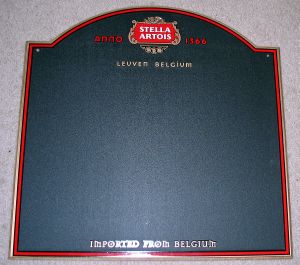 STELLA
ARTOIS
ANNO 1366
LEUVEN BELGIUM
IMPORTED FROM BELGIUM